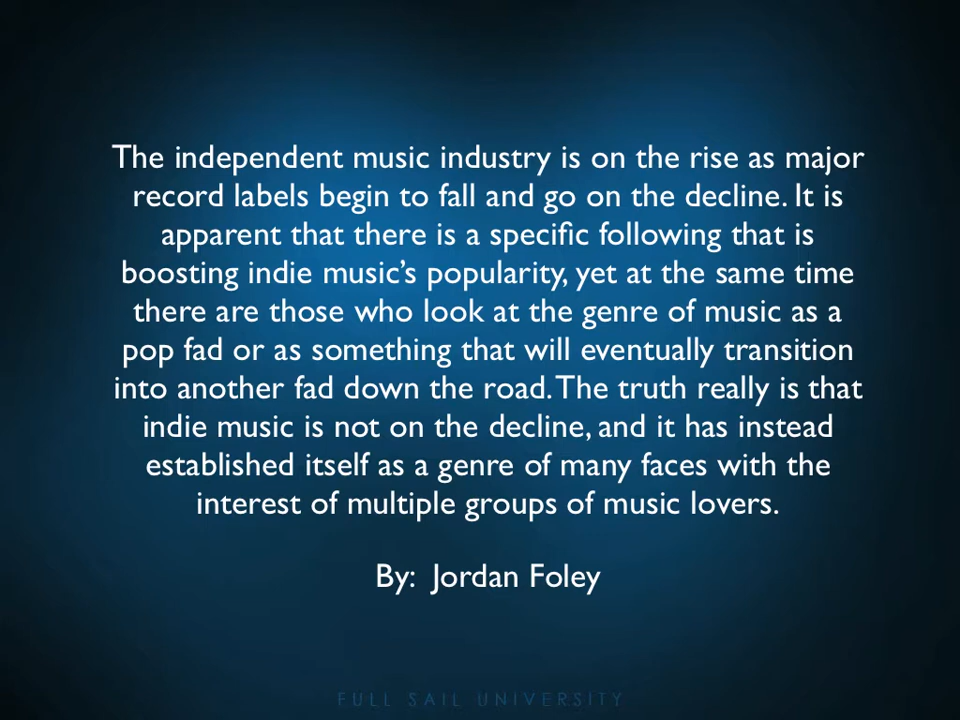 The independent music industry is on the rise as major
record labels begin to fall and go on the decline. It is
apparent that there is a specific following that is
boosting indie music’s popularity, yet at the same time
there are those who look at the genre of music as a
pop fad or as something that will eventually transition
into another fad down the road. The truth really is that
indie music is not on the decline, and it has instead
established itself as a genre of many faces with the
interest of multiple groups of music lovers.
By: Jordan Foley
FULL SAIL UNIVERSITY